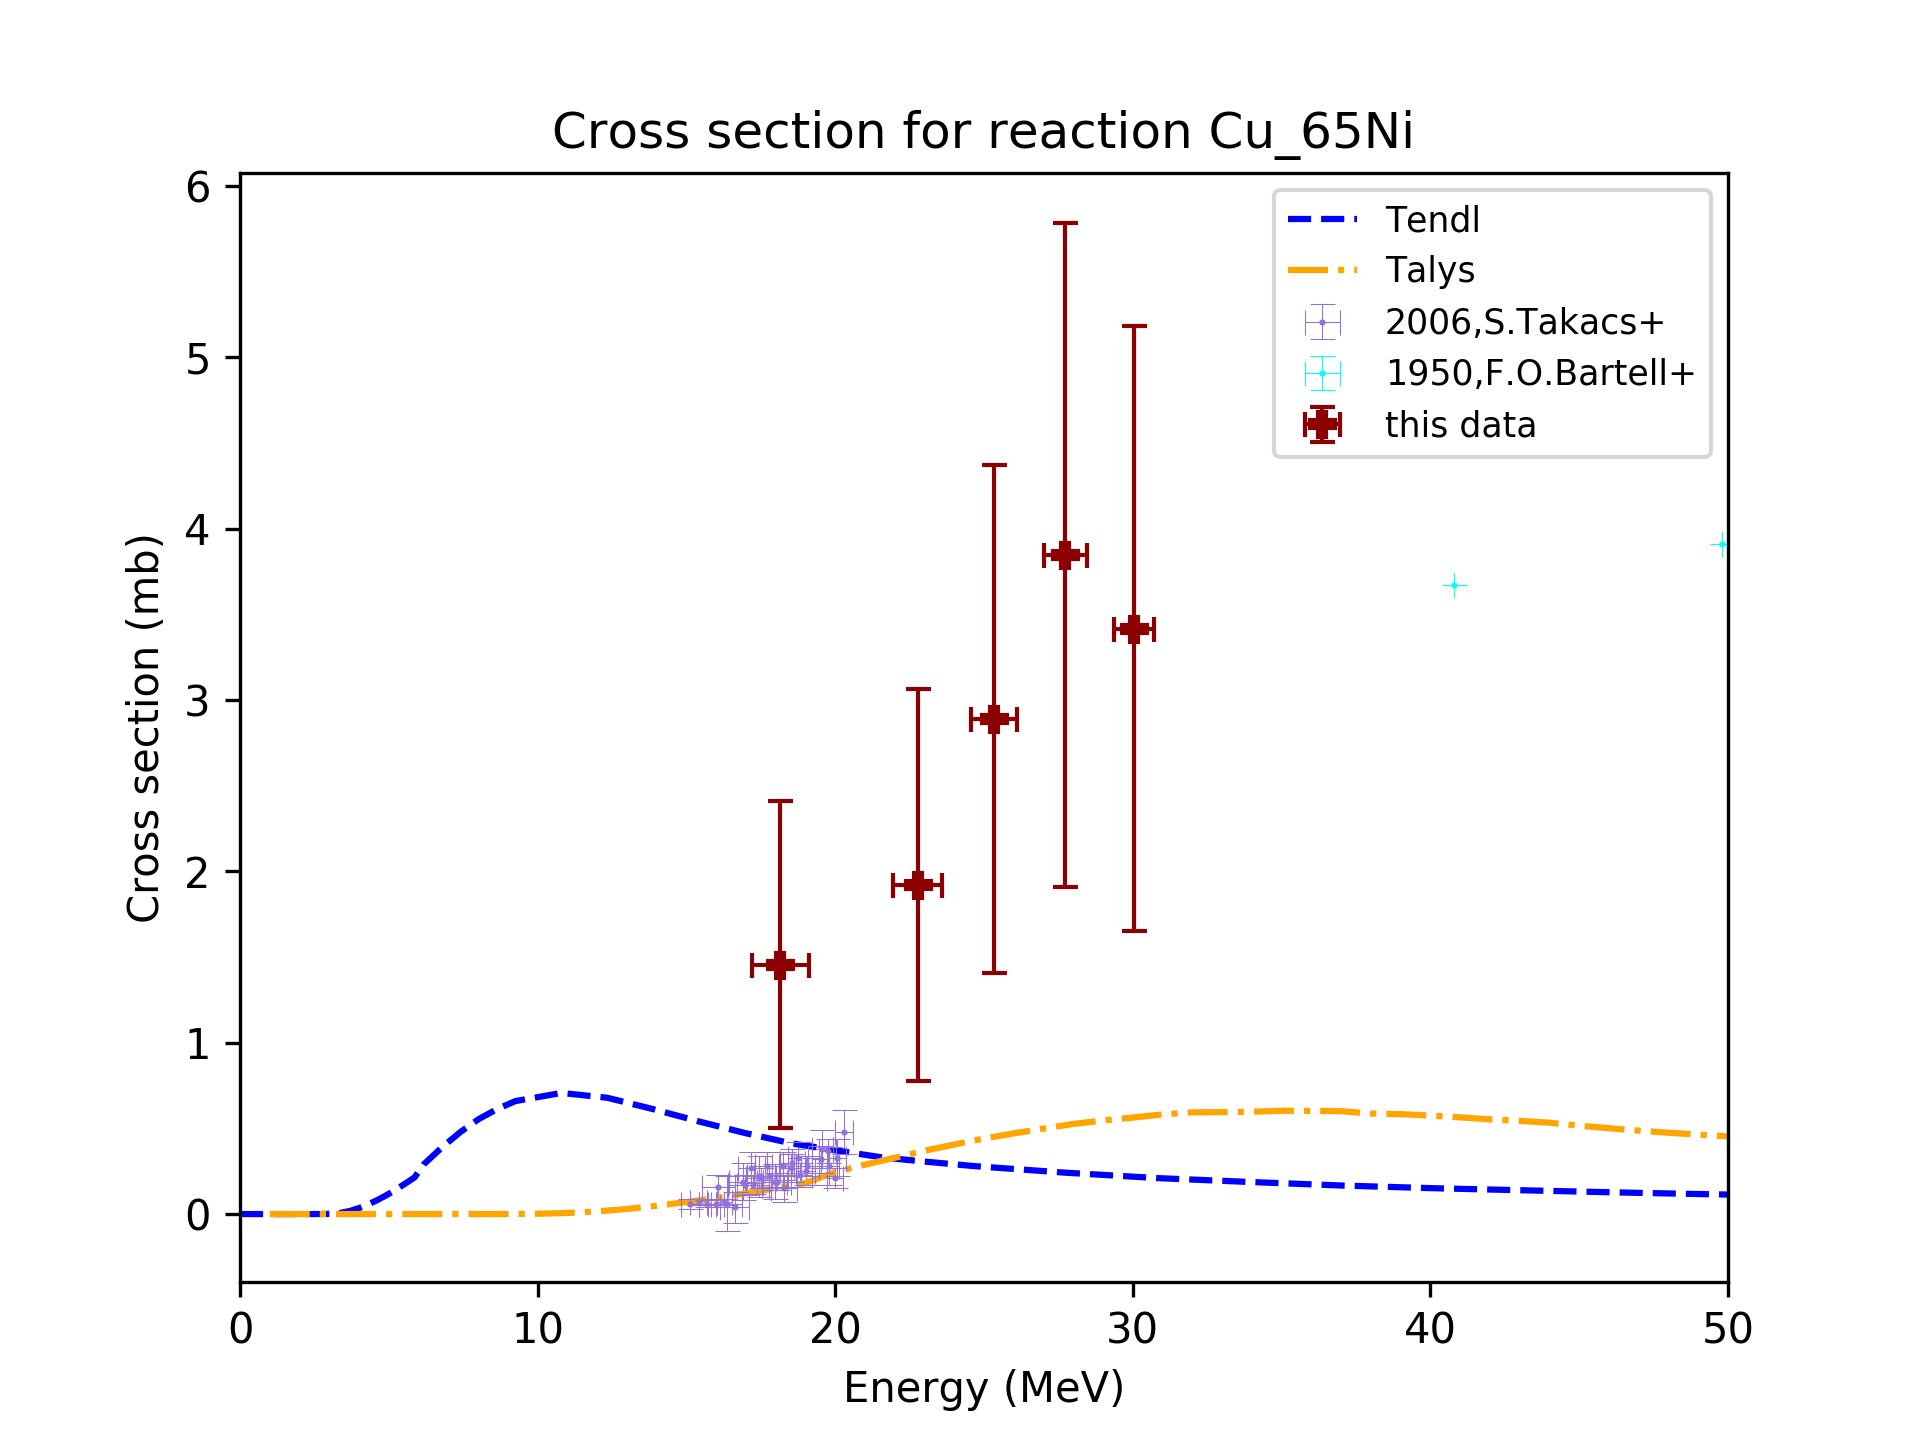 Cross section for reaction Cu_65Ni
6
5
4
3
2
1
0
Cross section (mb)
Tendl
Talys
2006,S.Takacs+
1950,F.O.Bartell+
this data
0 10 20 30 40 50
Energy (MeV)